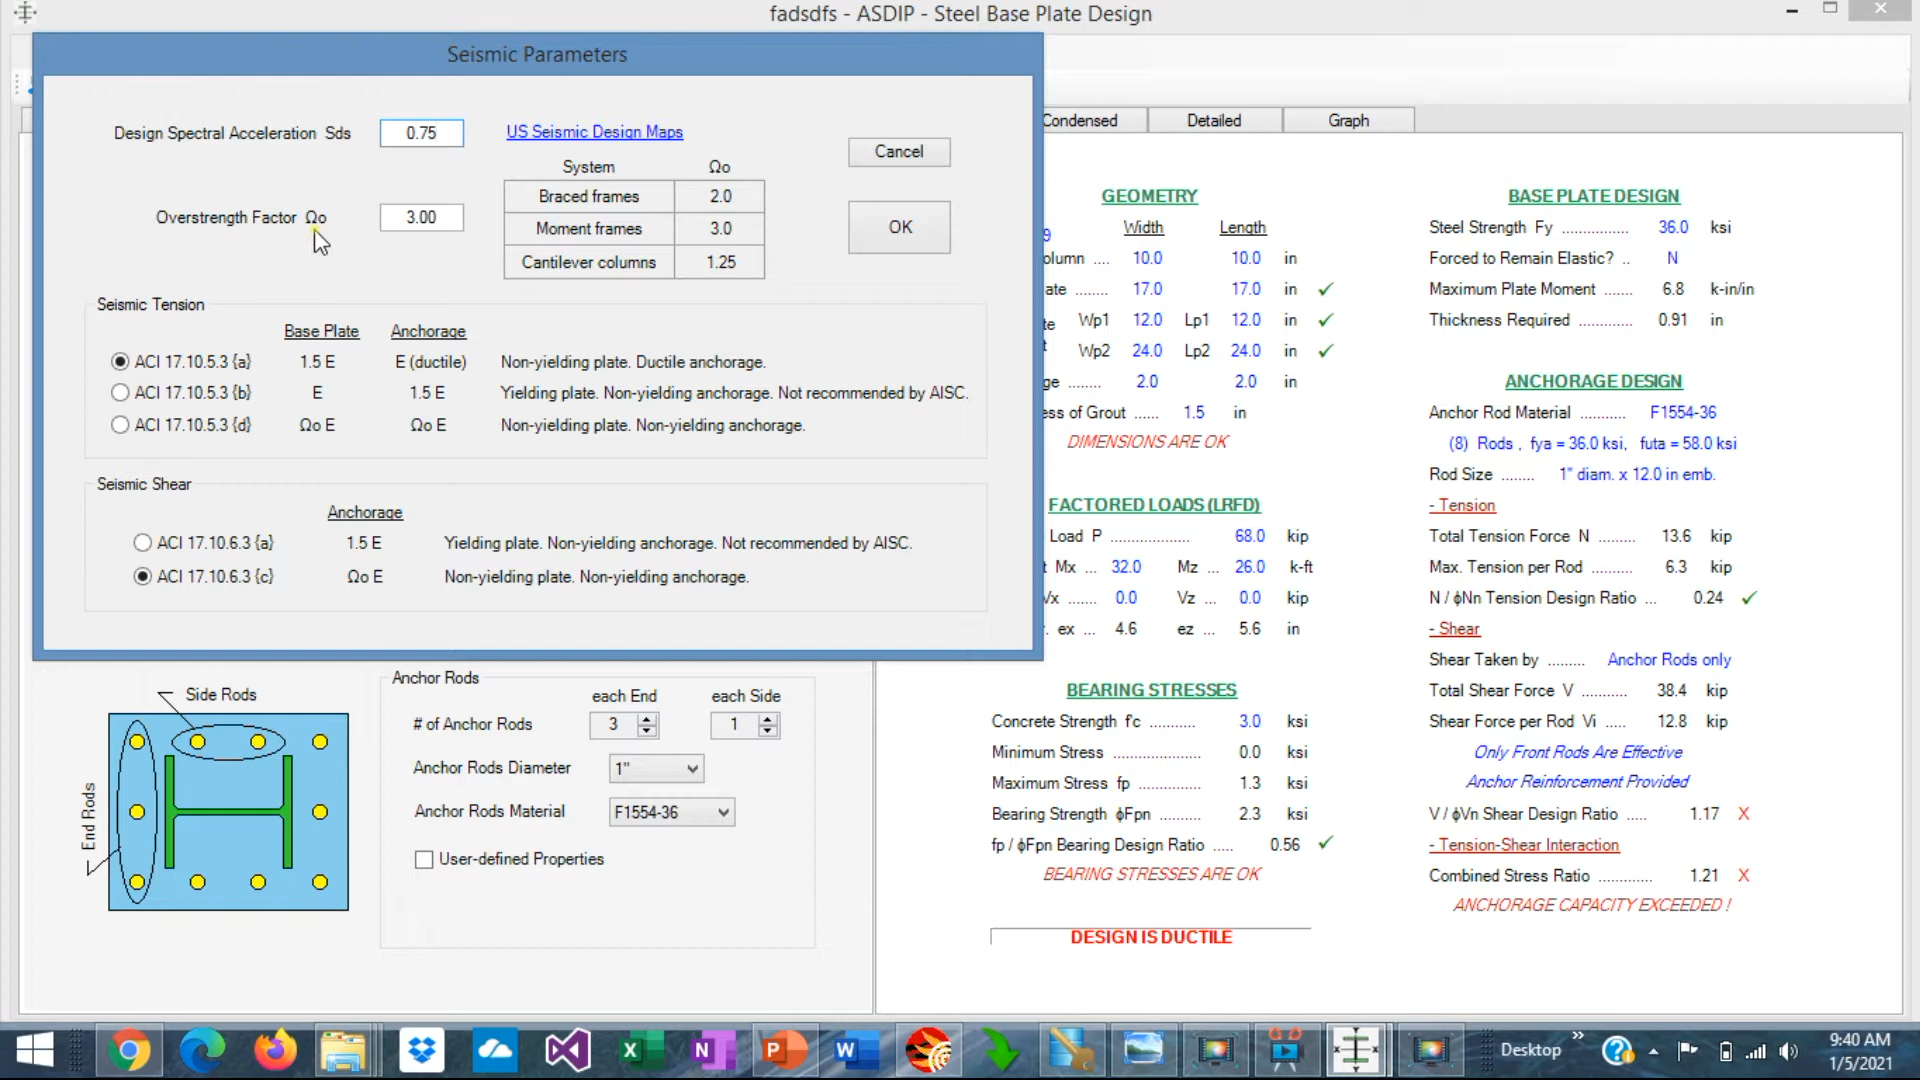 fadsdfs - ASDIP - Steel Base Plate Design
Seismic Parameters
Design Spectral Acceleration Sds 0.75 US Seismic Design Maps
System Ωo
Braced frames 2.0
Moment frames 3.0
Cantilever columns 1.25
Overstrength Factor Ωo 3.00
Cancel
OK
Seismic Tension
Base Plate Anchorage
ACI 17.10.5.3 {a} 1.5 E E (ductile) Non-yielding plate. Ductile anchorage.
ACI 17.10.5.3 {b} E 1.5 E Yielding plate. Non-yielding anchorage. Not recommended by AISC.
ACI 17.10.5.3 {d} Ωo E Ωo E Non-yielding plate. Non-yielding anchorage.
Seismic Shear
Anchorage
ACI 17.10.6.3 {a} 1.5 E Yielding plate. Non-yielding anchorage. Not recommended by AISC.
ACI 17.10.6.3 {c} Ωo E Non-yielding plate. Non-yielding anchorage.
Side Rods
End Rods
Anchor Rods
each End each Side
# of Anchor Rods 3 1
Anchor Rods Diameter 1"
Anchor Rods Material F1554-36
User-defined Properties
Condensed Detailed Graph
GEOMETRY
9 Width Length
olumn .... 10.0 10.0 in
ate ........ 17.0 17.0 in ✓
te Wp1 12.0 Lp1 12.0 in ✓
Wp2 24.0 Lp2 24.0 in ✓
ge ....... 2.0 2.0 in
ess of Grout ...... 1.5 in
DIMENSIONS ARE OK
FACTORED LOADS (LRFD)
Load P .................. 68.0 kip
t Mx ... 32.0 Mz ... 26.0 k-ft
Vx ....... 0.0 Vz ... 0.0 kip
. ex ... 4.6 ez ... 5.6 in
BEARING STRESSES
Concrete Strength f'c ........... 3.0 ksi
Minimum Stress ...................... 0.0 ksi
Maximum Stress fp ............... 1.3 ksi
Bearing Strength ϕFpn .......... 2.3 ksi
fp / ϕFpn Bearing Design Ratio ..... 0.56 ✓
BEARING STRESSES ARE OK
DESIGN IS DUCTILE
BASE PLATE DESIGN
Steel Strength Fy ............... 36.0 ksi
Forced to Remain Elastic? .. N
Maximum Plate Moment ....... 6.8 k-in/in
Thickness Required ............ 0.91 in
ANCHORAGE DESIGN
Anchor Rod Material .......... F1554-36
(8) Rods , fya = 36.0 ksi, futa = 58.0 ksi
Rod Size ........ 1" diam. x 12.0 in emb.
- Tension
Total Tension Force N ........ 13.6 kip
Max. Tension per Rod ......... 6.3 kip
N / ϕNn Tension Design Ratio ... 0.24 ✓
- Shear
Shear Taken by ......... Anchor Rods only
Total Shear Force V ........... 38.4 kip
Shear Force per Rod Vi ..... 12.8 kip
Only Front Rods Are Effective
Anchor Reinforcement Provided
V / ϕVn Shear Design Ratio ..... 1.17 X
- Tension-Shear Interaction
Combined Stress Ratio ............ 1.21 X
ANCHORAGE CAPACITY EXCEEDED !
Desktop
9:40 AM
1/5/2021